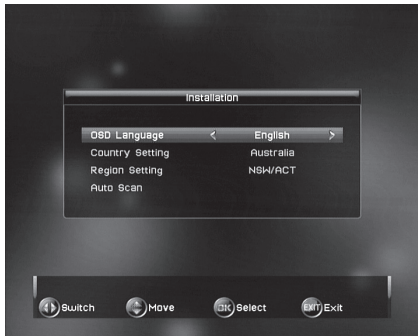 Installation
OSD Language < English >
Country Setting Australia
Region Setting NSW/ACT
Auto Scan
Switch Move OK Select EXIT Exit